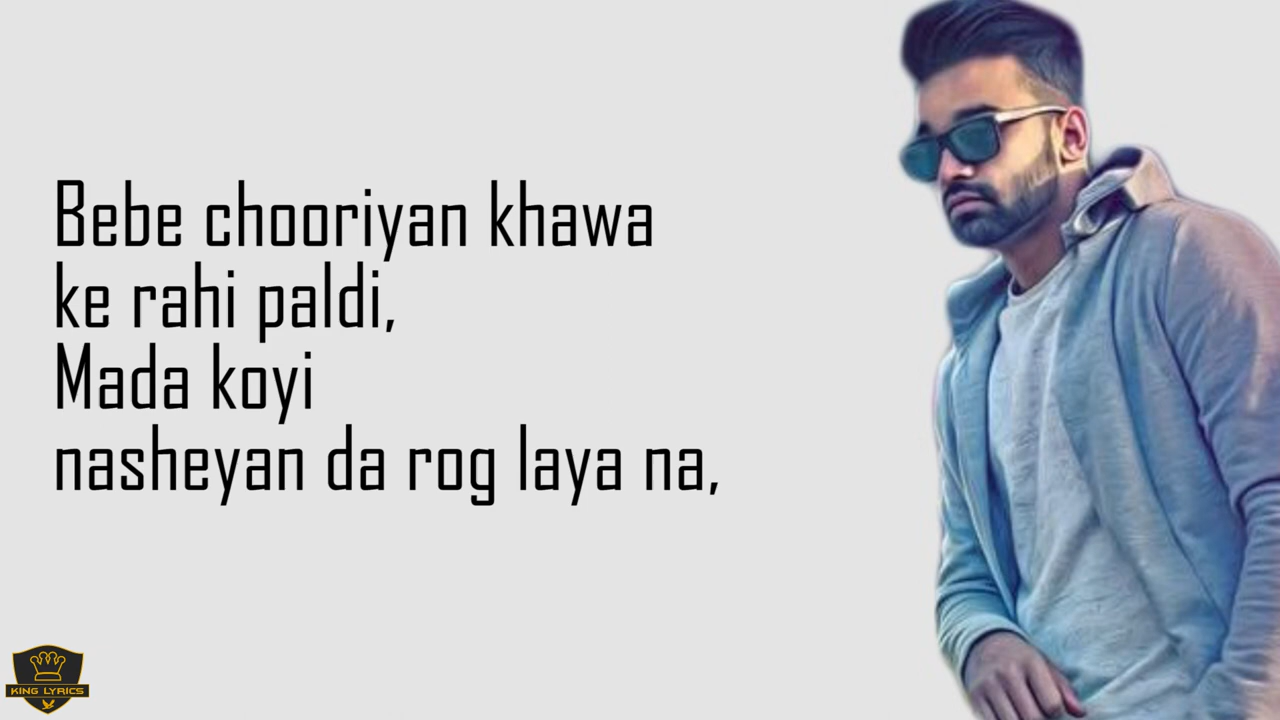 Bebe chooriyan khawa
ke rahi paldi,
Mada koyi
nasheyan da rog laya na,
KING LYRICS